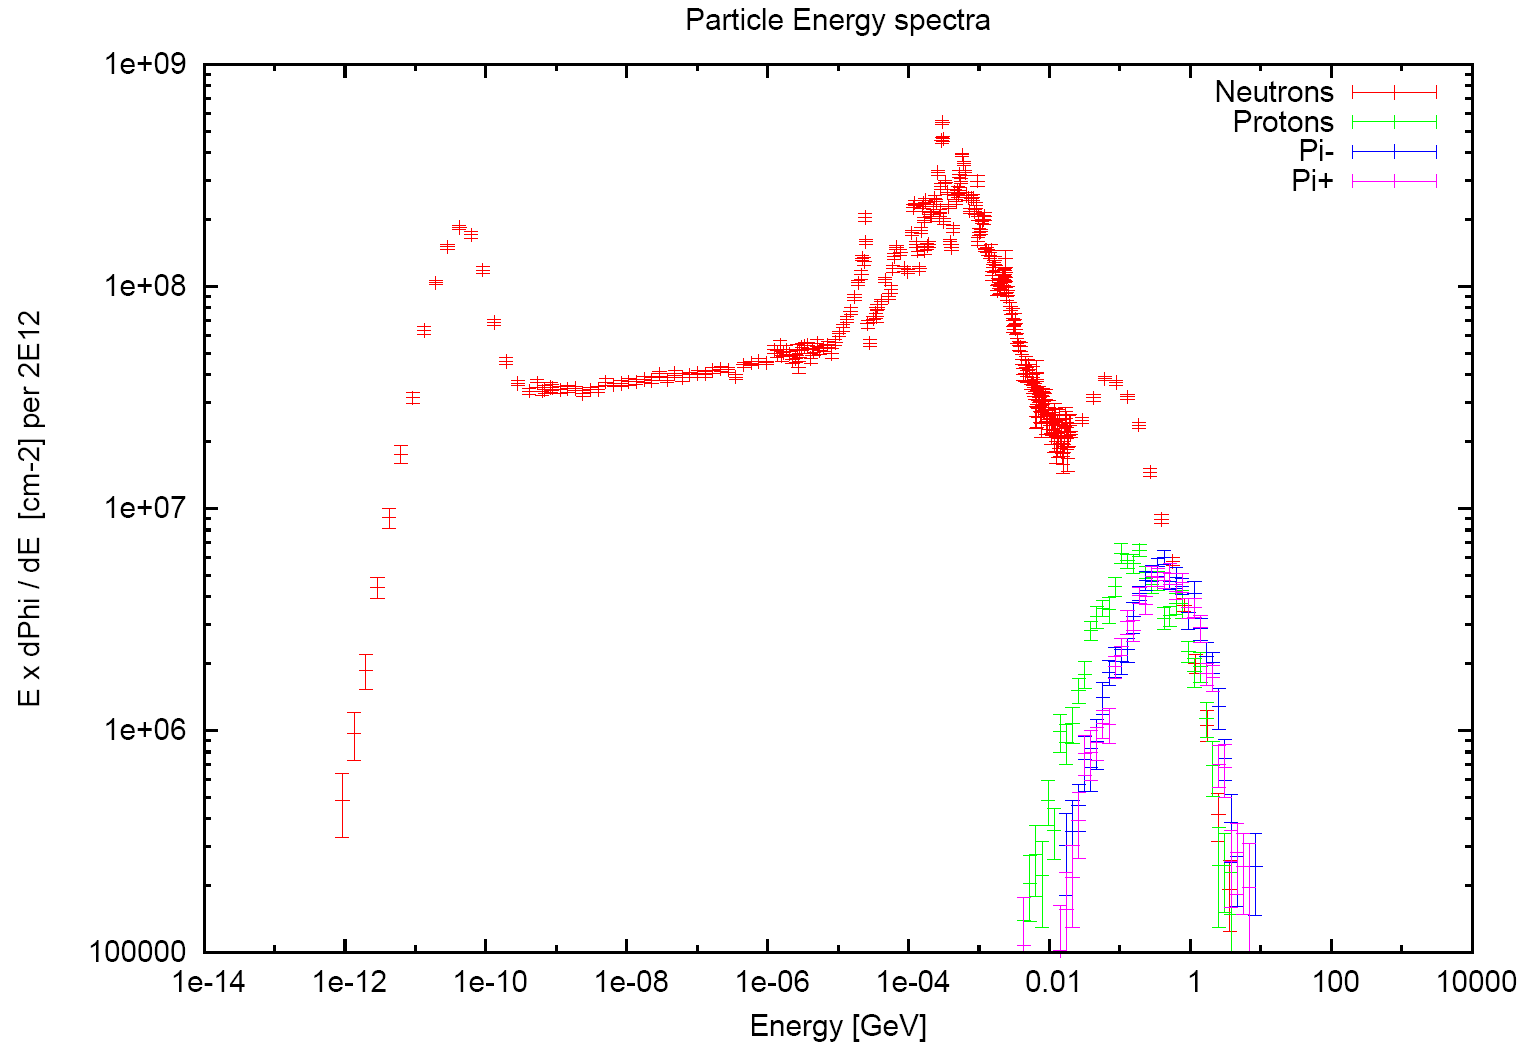 Particle Energy spectra
1e+09
1e+08
1e+07
1e+06
100000
E x dPhi / dE [cm-2] per 2E12
Neutrons
Protons
Pi-
Pi+
1e-14 1e-12 1e-10 1e-08 1e-06 1e-04 0.01 1 100 10000
Energy [GeV]